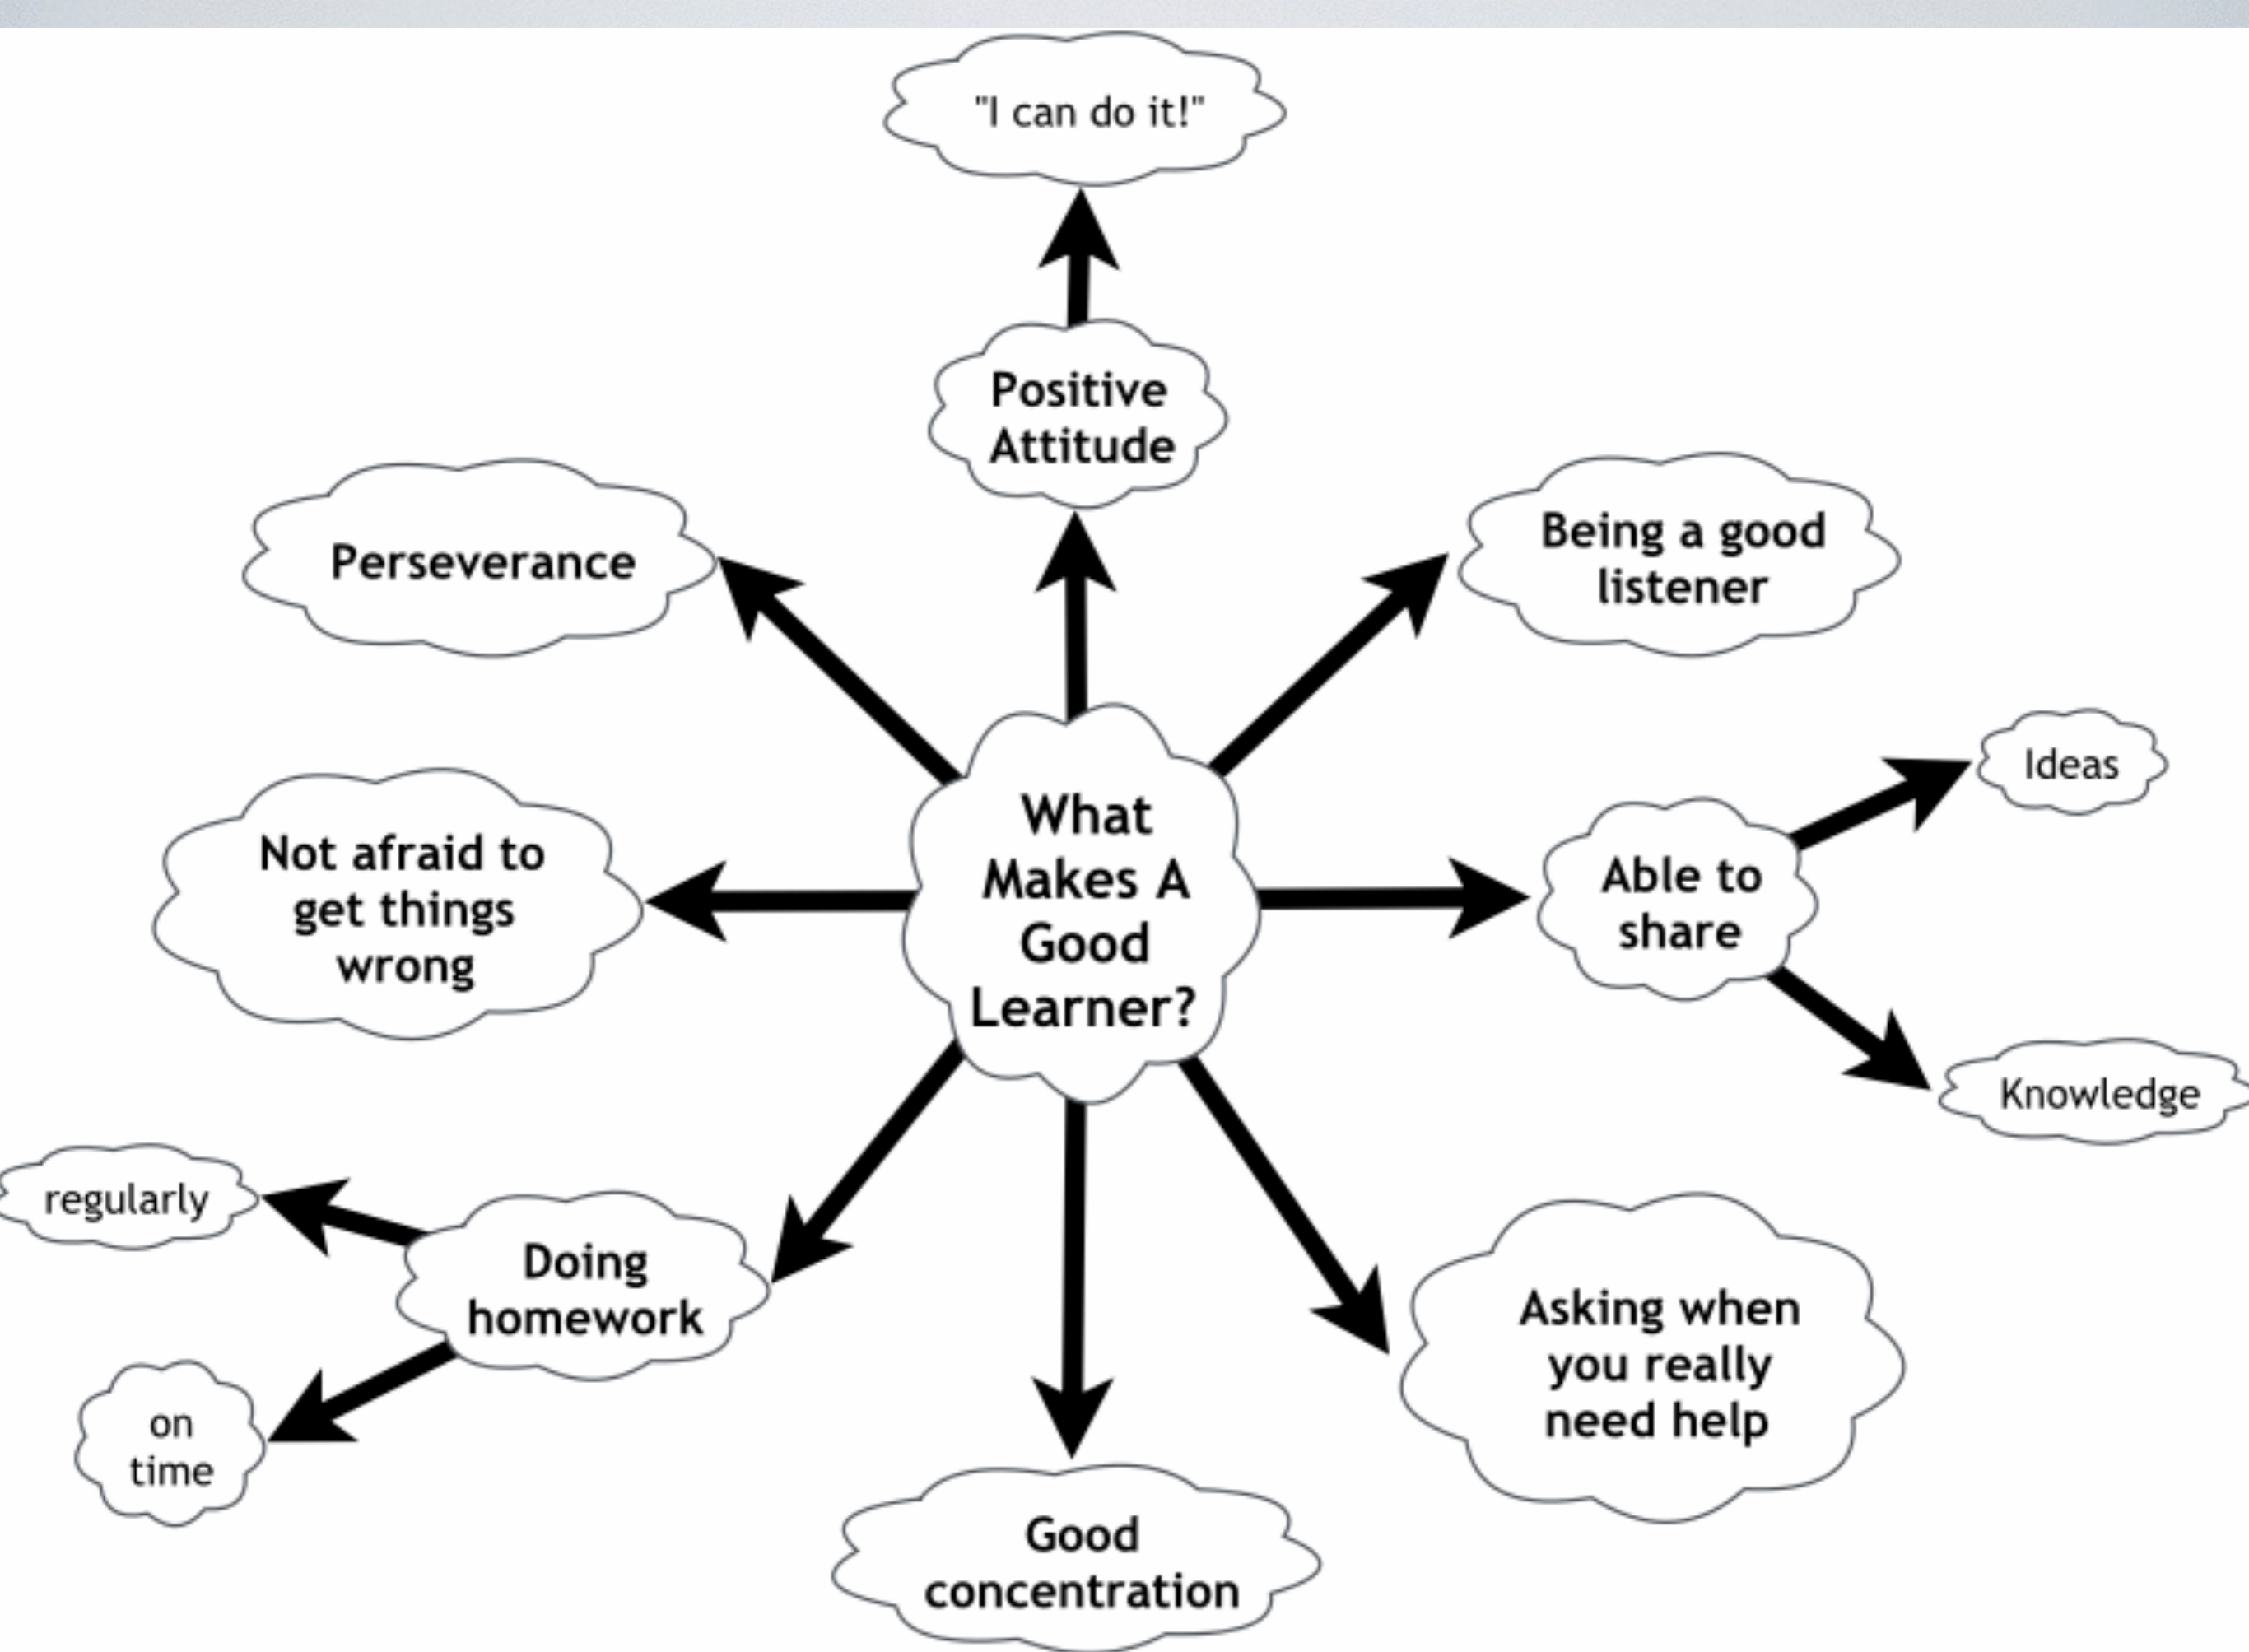 "I can do it!"
Positive
Attitude
Perseverance
Being a good
listener
What
Makes A
Good
Learner?
Not afraid to
get things
wrong
Able to
share
Ideas
Knowledge
regularly
Doing
homework
on
time
Asking when
you really
need help
Good
concentration